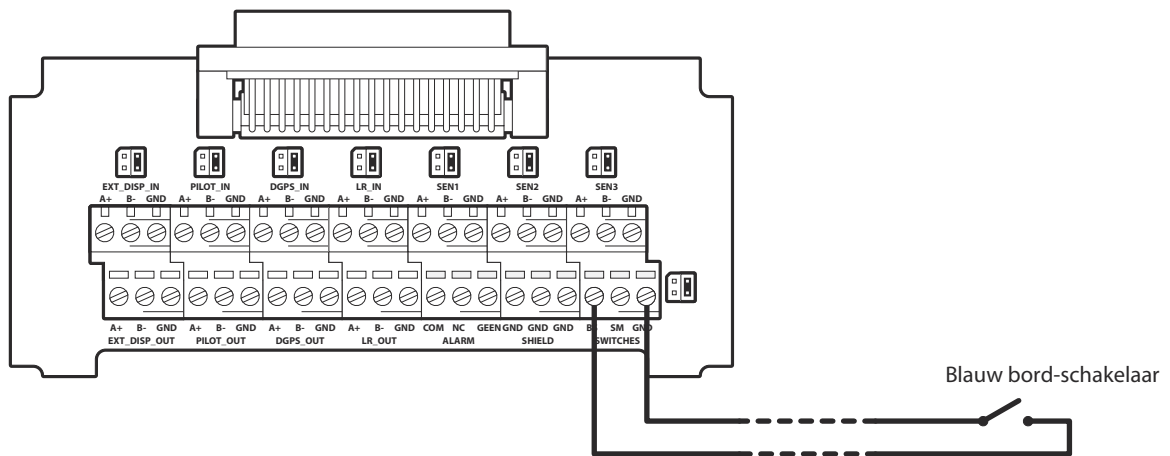 EXT_DISP_IN PILOT_IN DGPS_IN LR_IN SEN1 SEN2 SEN3
A+ B- GND A+ B- GND A+ B- GND A+ B- GND A+ B- GND A+ B- GND A+ B- GND
A+ B- GND A+ B- GND A+ B- GND A+ B- GND COM NC GEEN GND GND GND SM GND
EXT_DISP_OUT PILOT_OUT DGPS_OUT LR_OUT ALARM SHIELD SWITCHES
Blauw bord-schakelaar